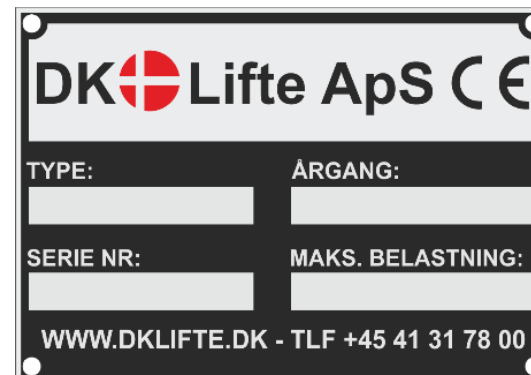 DK Lifte ApS CE
TYPE: ÅRGANG:
SERIE NR: MAKS. BELASTNING:
WWW.DKLIFTE.DK - TLF +45 41 31 78 00